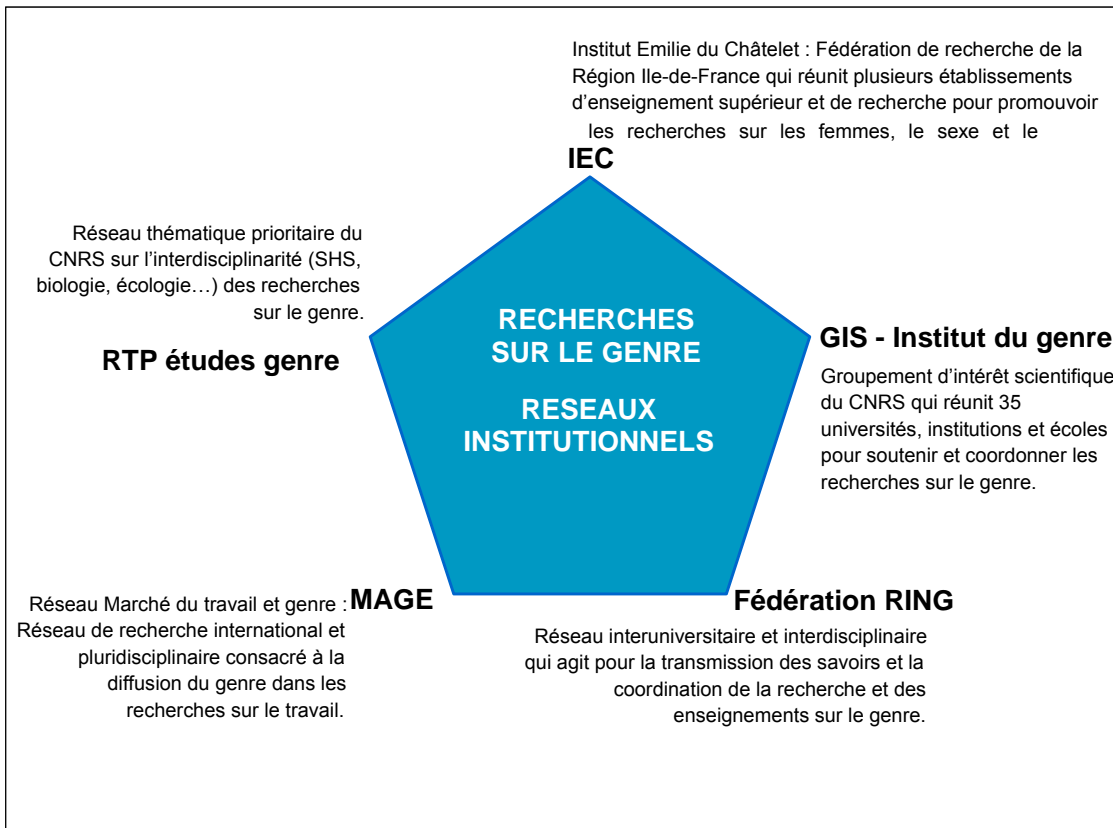 Institut Emilie du Châtelet : Fédération de recherche de la
Région Ile-de-France qui réunit plusieurs établissements
d'enseignement supérieur et de recherche pour promouvoir
les recherches sur les femmes, le sexe et le
IEC
Réseau thématique prioritaire du
CNRS sur l'interdisciplinarité (SHS,
biologie, écologie…) des recherches
sur le genre.
RTP études genre
RECHERCHES
SUR LE GENRE
RESEAUX
INSTITUTIONNELS
GIS - Institut du genre
Groupement d'intérêt scientifique
du CNRS qui réunit 35
universités, institutions et écoles
pour soutenir et coordonner les
recherches sur le genre.
MAGE
Réseau Marché du travail et genre :
Réseau de recherche international et
pluridisciplinaire consacré à la
diffusion du genre dans les
recherches sur le travail.
Fédération RING
Réseau interuniversitaire et interdisciplinaire
qui agit pour la transmission des savoirs et la
coordination de la recherche et des
enseignements sur le genre.